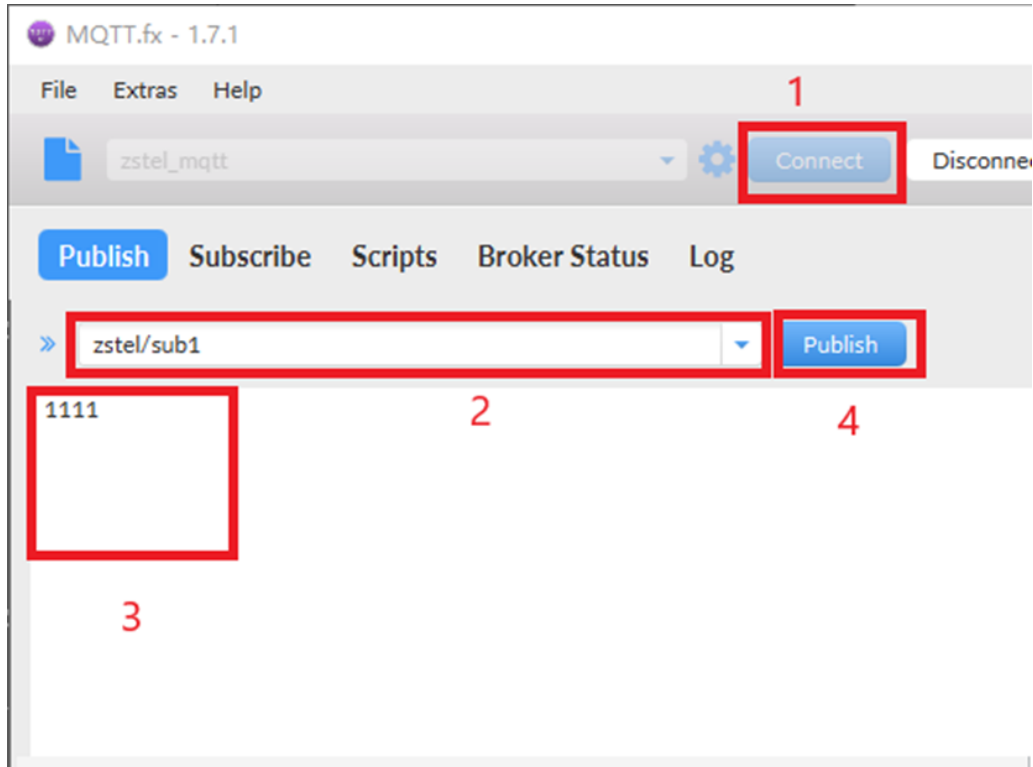 MQTT.fx - 1.7.1
File Extras Help
1
zstel_mqtt Connect Disconnec
Publish Subscribe Scripts Broker Status Log
zstel/sub1 Publish
1111
2
4
3